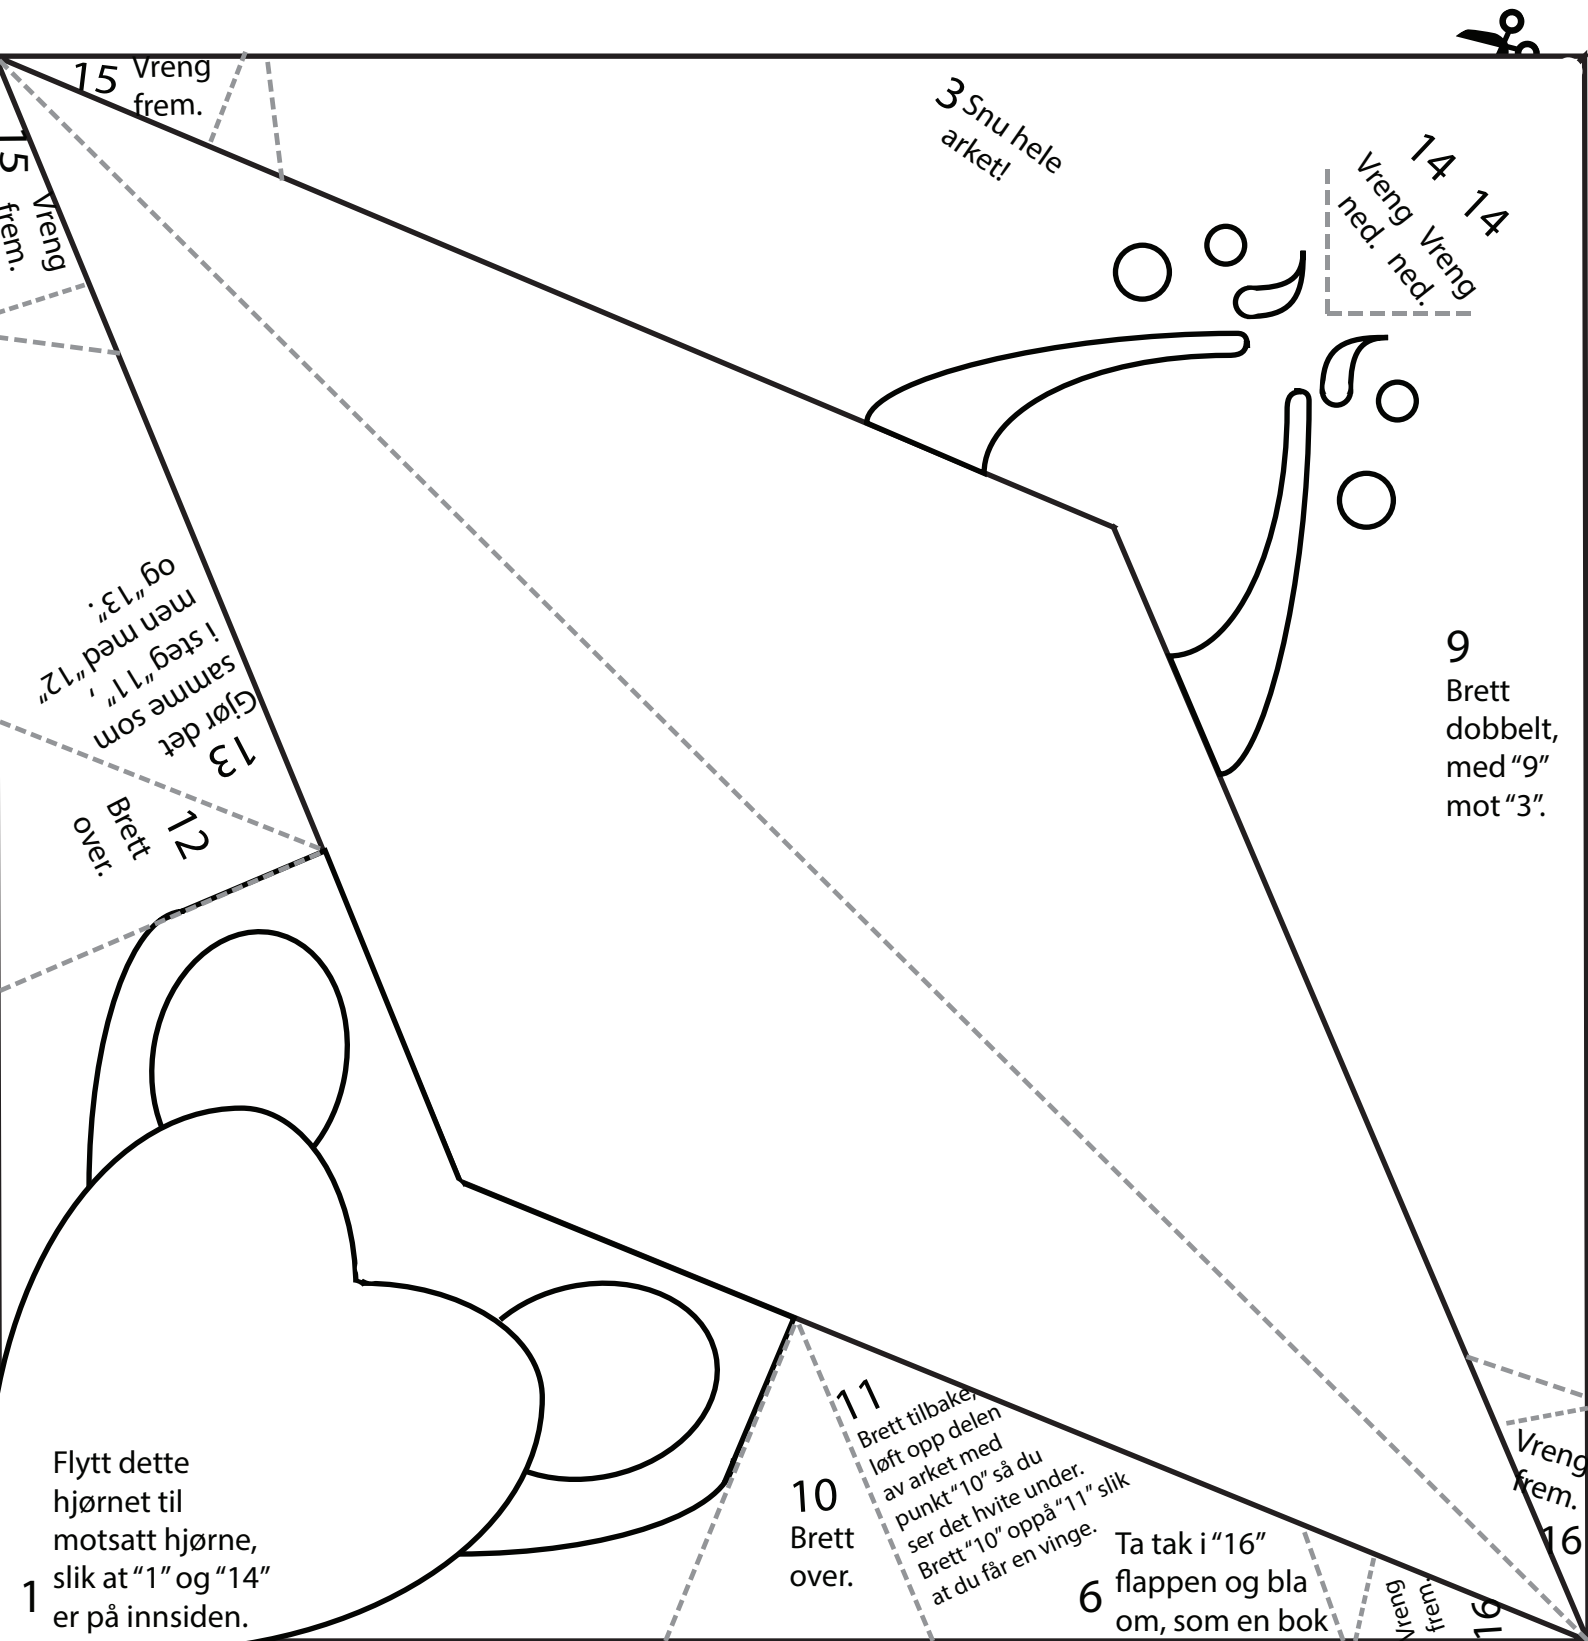 15 Vreng
frem.
15
Vreng
frem.
3 Snu hele
arket!
14
Vreng
ned.
14
Vreng
ned.
9
Brett
dobbelt,
med “9”
mot “3”.
13
Gjør det
samme som
i steg “11”,
men med “12”
og “13”.
12
Brett
over.
11
Brett tilbake,
løft opp delen
av arket med
punkt “10” så du
ser det hvite under.
Brett “10” oppå “11” slik
at du får en vinge.
10
Brett
over.
1
Flytt dette
hjørnet til
motsatt hjørne,
slik at “1” og “14”
er på innsiden.
6
Ta tak i “16”
flappen og bla
om, som en bok
Vreng
frem.
16
Vreng
frem.
16